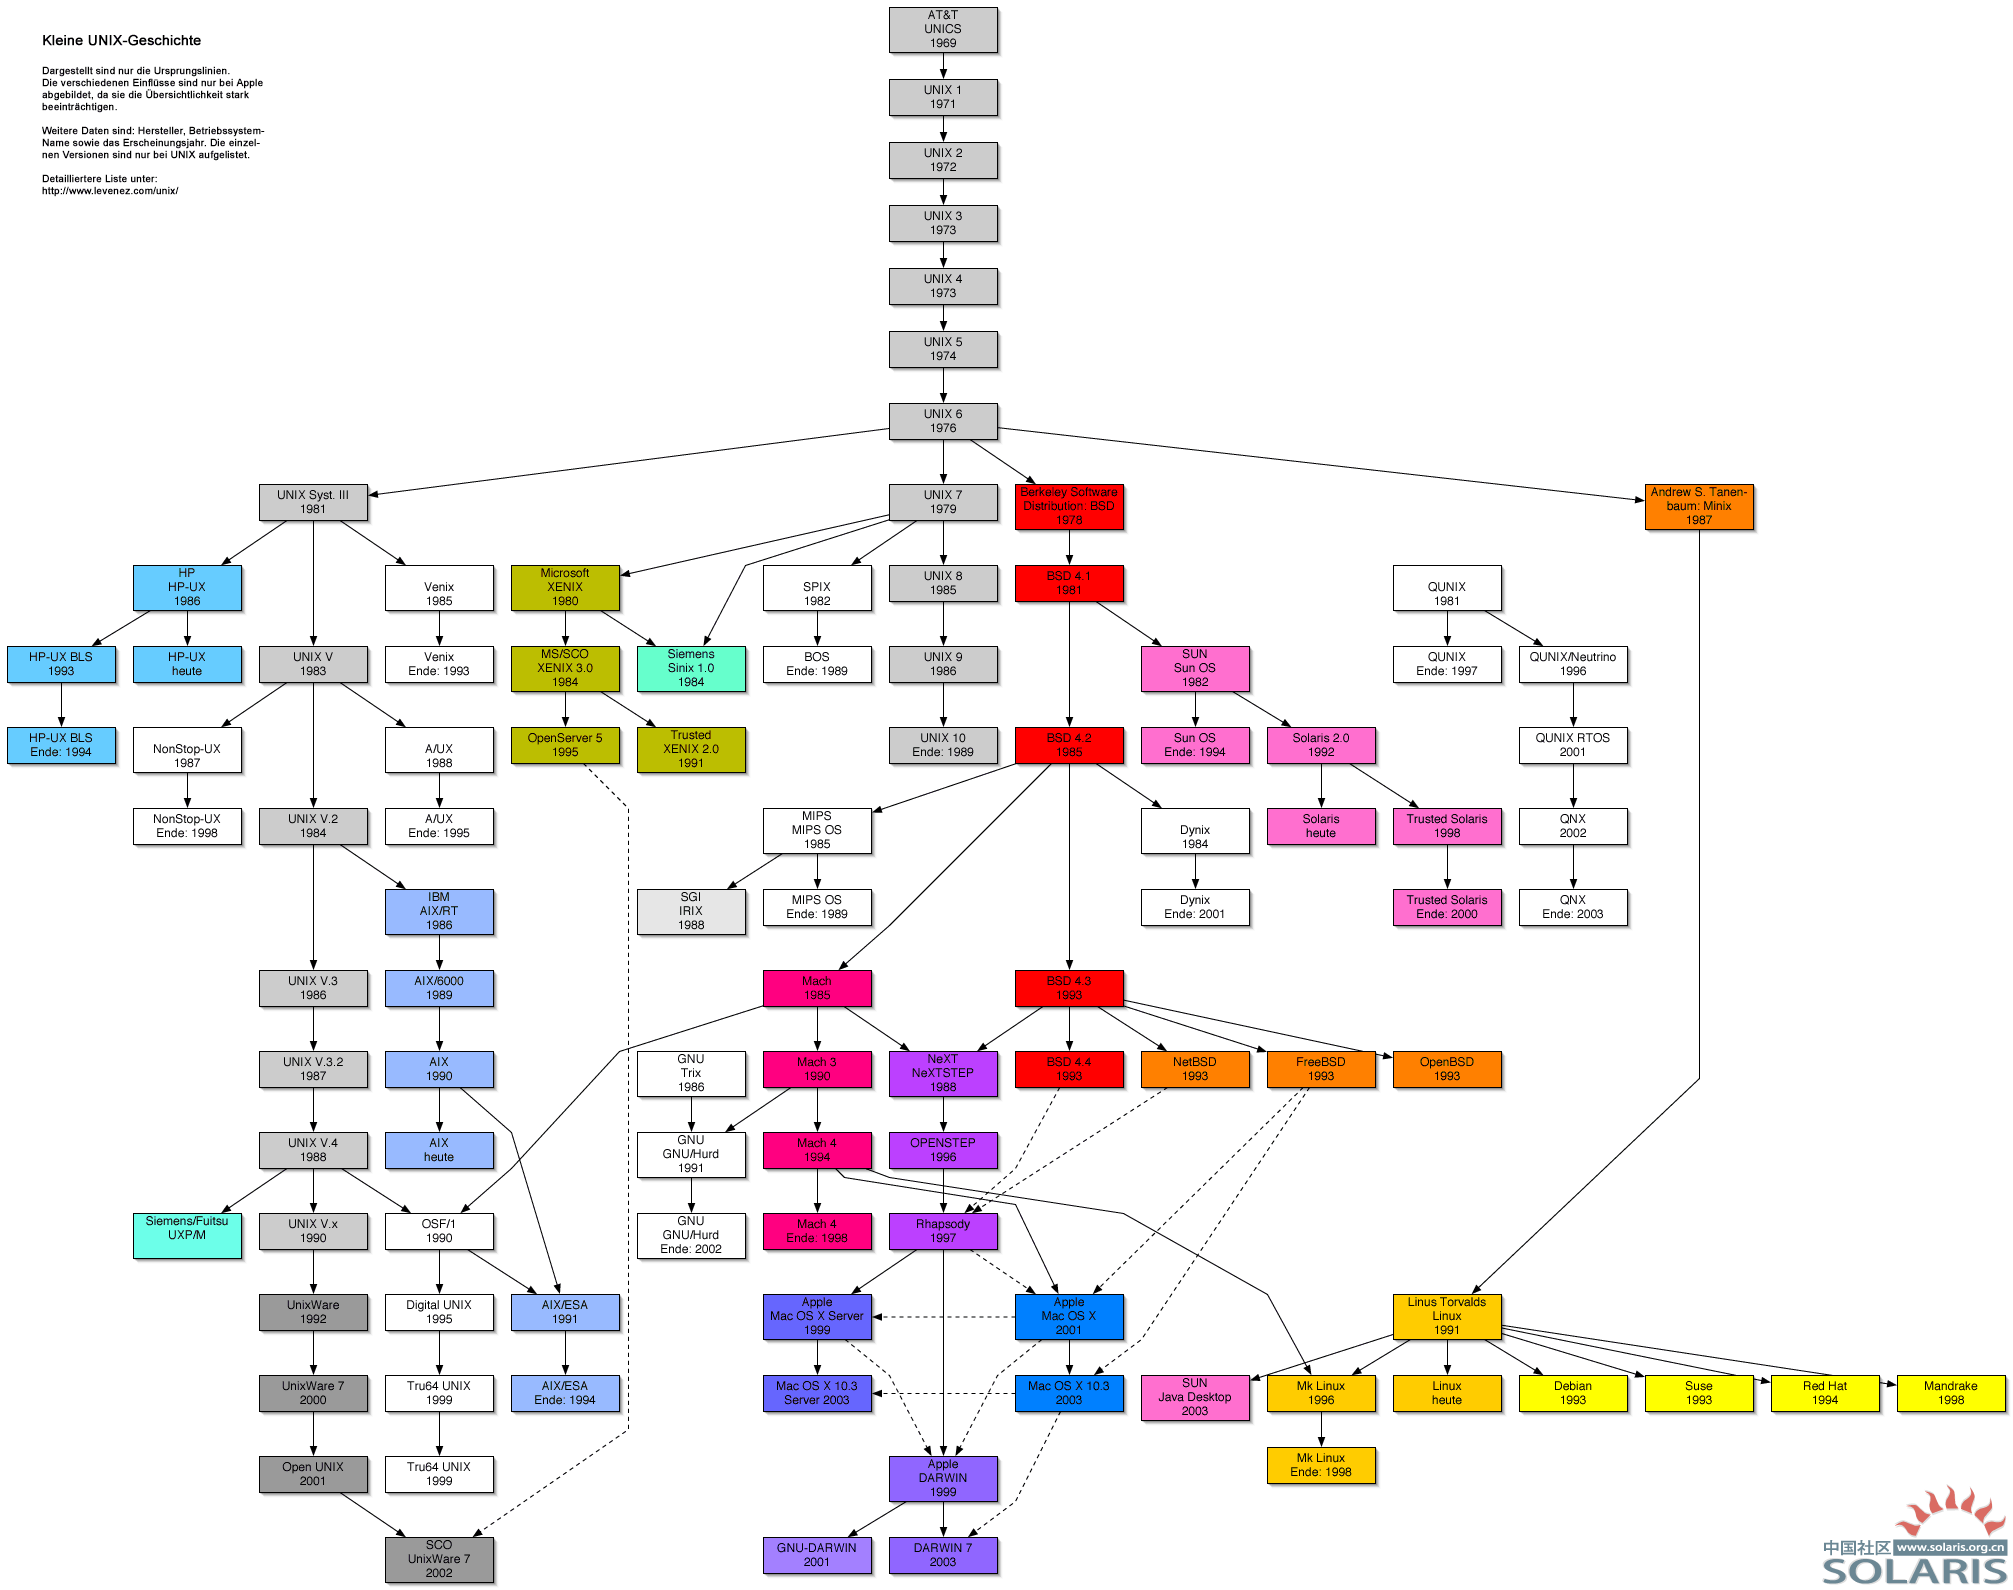 Kleine UNIX-Geschichte
Dargestellt sind nur die Ursprungslinien.
Die verschiedenen Einflüsse sind nur bei Apple
abgebildet, da sie die Übersichtlichkeit stark
beeinträchtigen.
Weitere Daten sind: Hersteller, Betriebssystem-
Name sowie das Erscheinungsjahr. Die einzel-
nen Versionen sind nur bei UNIX aufgelistet.
Detailliertere Liste unter:
http://www.levenez.com/unix/
AT&T
UNICS
1969
UNIX 1
1971
UNIX 2
1972
UNIX 3
1973
UNIX 4
1973
UNIX 5
1974
UNIX 6
1976
UNIX Syst. III
1981
UNIX 7
1979
Berkeley Software
Distribution: BSD
1978
Andrew S. Tanen-
baum: Minix
1987
HP
HP-UX
1986
Venix
1985
Microsoft
XENIX
1980
SPIX
1982
UNIX 8
1985
BSD 4.1
1981
QUNIX
1981
HP-UX BLS
1993
HP-UX
heute
UNIX V
1983
Venix
Ende: 1993
MS/SCO
XENIX 3.0
1984
Siemens
Sinix 1.0
1984
BOS
Ende: 1989
UNIX 9
1986
SUN
Sun OS
1982
QUNIX
Ende: 1997
QUNIX/Neutrino
1996
HP-UX BLS
Ende: 1994
NonStop-UX
1987
A/UX
1988
OpenServer 5
1995
Trusted
XENIX 2.0
1991
UNIX 10
Ende: 1989
BSD 4.2
1985
Sun OS
Ende: 1994
Solaris 2.0
1992
QUNIX RTOS
2001
NonStop-UX
Ende: 1998
UNIX V.2
1984
A/UX
Ende: 1995
MIPS
MIPS OS
1985
Dynix
1984
Solaris
heute
Trusted Solaris
1998
QNX
2002
IBM
AIX/RT
1986
SGI
IRIX
1988
MIPS OS
Ende: 1989
Dynix
Ende: 2001
Trusted Solaris
Ende: 2000
QNX
Ende: 2003
UNIX V.3
1986
AIX/6000
1989
Mach
1985
BSD 4.3
1993
UNIX V.3.2
1987
AIX
1990
GNU
Trix
1986
Mach 3
1990
NeXT
NeXTSTEP
1988
BSD 4.4
1993
NetBSD
1993
FreeBSD
1993
OpenBSD
1993
UNIX V.4
1988
AIX
heute
GNU
GNU/Hurd
1991
Mach 4
1994
OPENSTEP
1996
Siemens/Fuitsu
UXP/M
UNIX V.x
1990
OSF/1
1990
GNU
GNU/Hurd
Ende: 2002
Mach 4
Ende: 1998
Rhapsody
1997
UnixWare
1992
Digital UNIX
1995
AIX/ESA
1991
Apple
Mac OS X Server
1999
Apple
Mac OS X
2001
Linus Torvalds
Linux
1991
UnixWare 7
2000
Tru64 UNIX
1999
AIX/ESA
Ende: 1994
Mac OS X 10.3
Server 2003
Mac OS X 10.3
2003
SUN
Java Desktop
2003
Mk Linux
1996
Linux
heute
Debian
1993
Suse
1993
Red Hat
1994
Mandrake
1998
Open UNIX
2001
Tru64 UNIX
1999
Apple
DARWIN
1999
Mk Linux
Ende: 1998
SCO
UnixWare 7
2002
GNU-DARWIN
2001
DARWIN 7
2003
中国社区 www.solaris.org.cn
SOLARIS